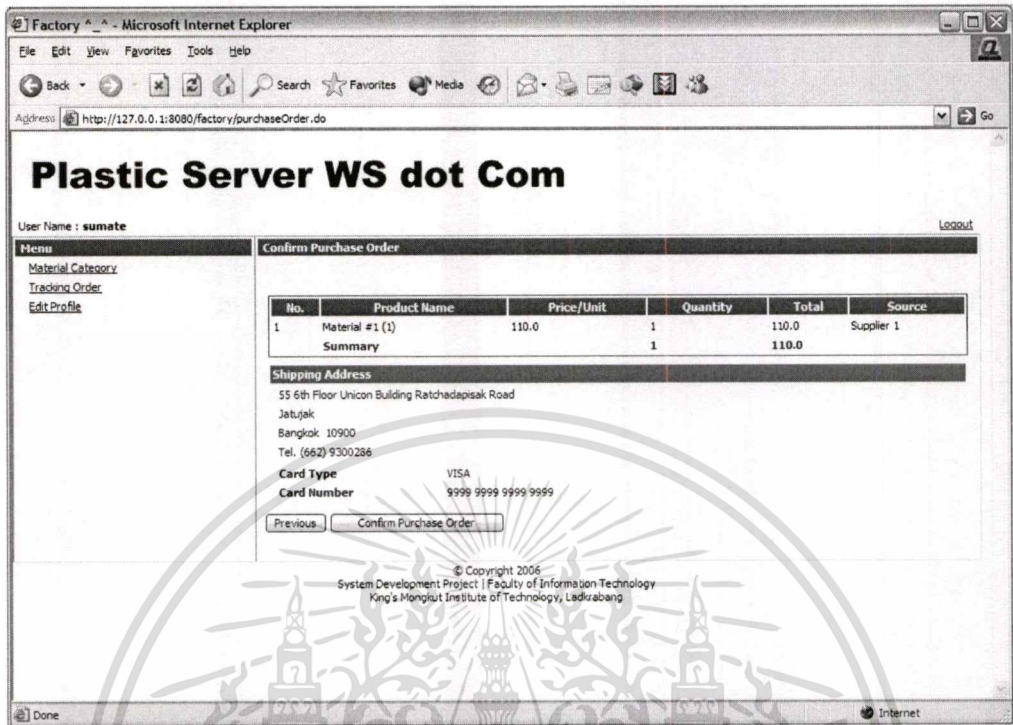 Factory ^_^ - Microsoft Internet Explorer
File Edit View Favorites Tools Help
Back Search Favorites Media
Address http://127.0.0.1:8080/factory/purchaseOrder.do Go
Plastic Server WS dot Com
User Name : sumate Logout
Menu
Material Category
Tracking Order
Edit Profile
Confirm Purchase Order
No. Product Name Price/Unit Quantity Total Source
1 Material #1 (1) 110.0 1 110.0 Supplier 1
Summary 1 110.0
Shipping Address
55 6th Floor Unicon Building Ratchadapisak Road
Jatujak
Bangkok 10900
Tel. (662) 9300286
Card Type VISA
Card Number 9999 9999 9999 9999
Previous Confirm Purchase Order
© Copyright 2006
System Development Project | Faculty of Information Technology
King's Mongkut Institute of Technology, Ladkrabang
Done Internet